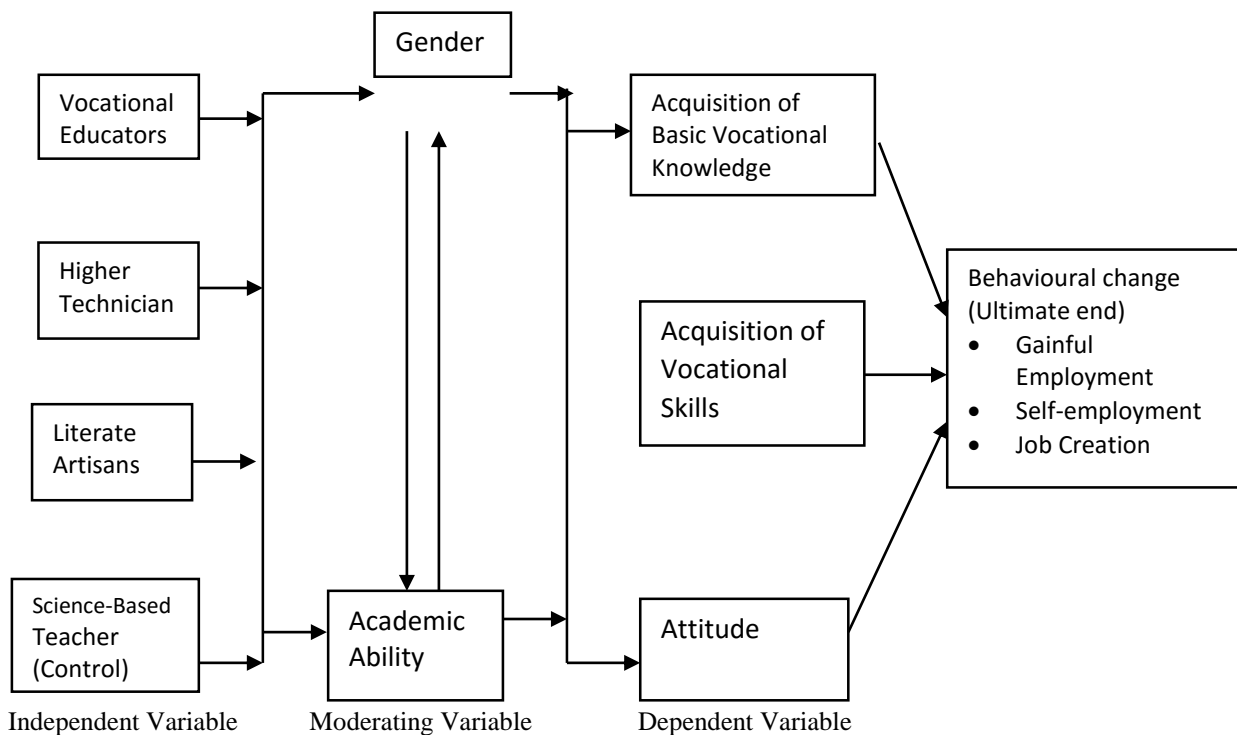 Gender
Vocational
Educators
Acquisition of
Basic Vocational
Knowledge
Higher
Technician
Behavioural change
(Ultimate end)
• Gainful
Employment
• Self-employment
• Job Creation
Acquisition of
Vocational
Skills
Literate
Artisans
Science-Based
Teacher
(Control)
Academic
Ability
Attitude
Independent Variable
Moderating Variable
Dependent Variable